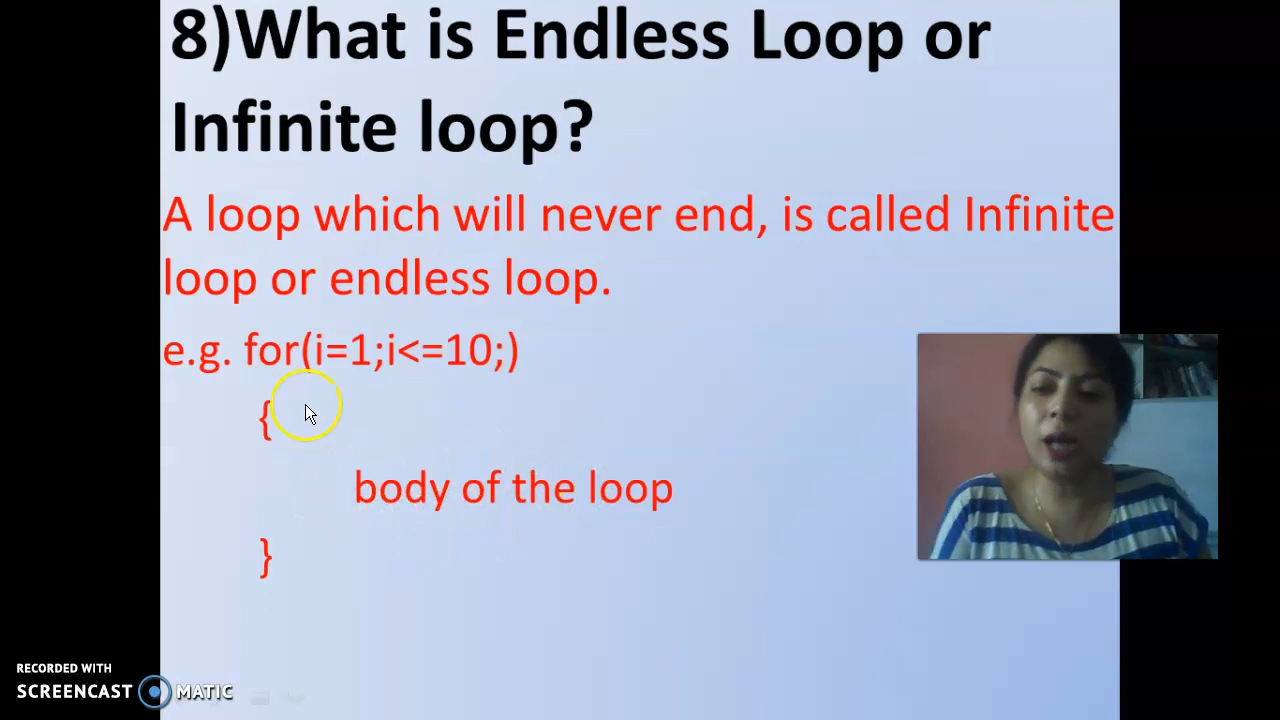 8)What is Endless Loop or
Infinite loop?
A loop which will never end, is called Infinite
loop or endless loop.
e.g. for(i=1;i<=10;)
{
body of the loop
}
RECORDED WITH
SCREENCAST MATIC